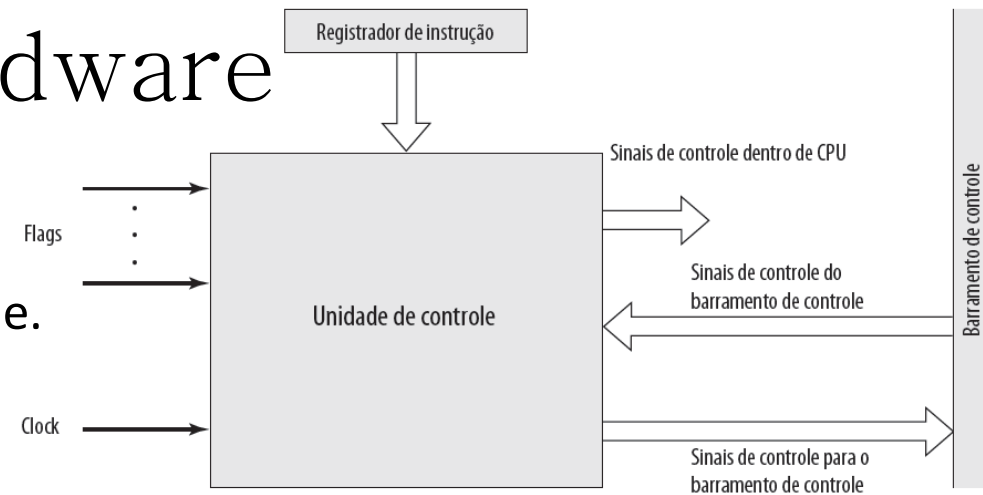 Registrador de instrução
dware
Sinais de controle dentro de CPU
Flags
Sinais de controle do
barramento de controle
e.
Unidade de controle
Barramento de controle
Clock
Sinais de controle para o
barramento de controle